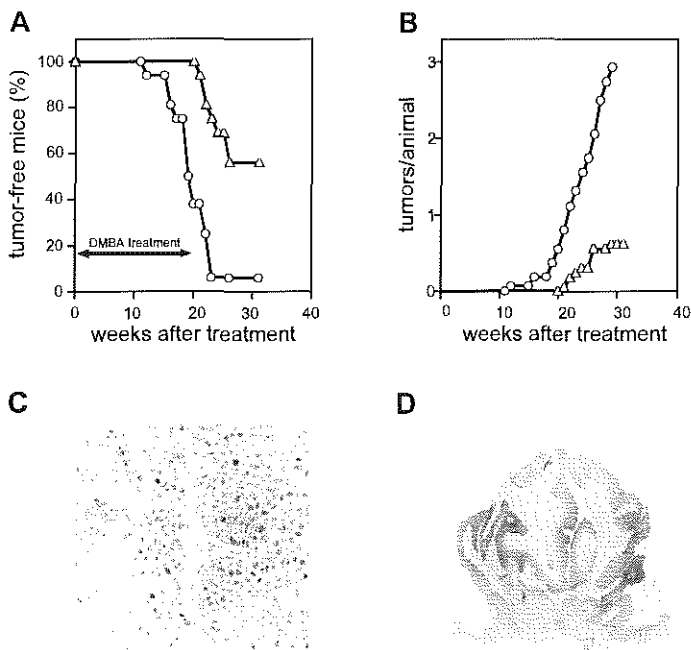 A
B
tumor-free mice (%)
100
80
60
40
20
0
DMBA treatment
0
10
20
30
40
weeks after treatment
tumors/animal
3
2
1
0
0
10
20
30
40
weeks after treatment
C
D